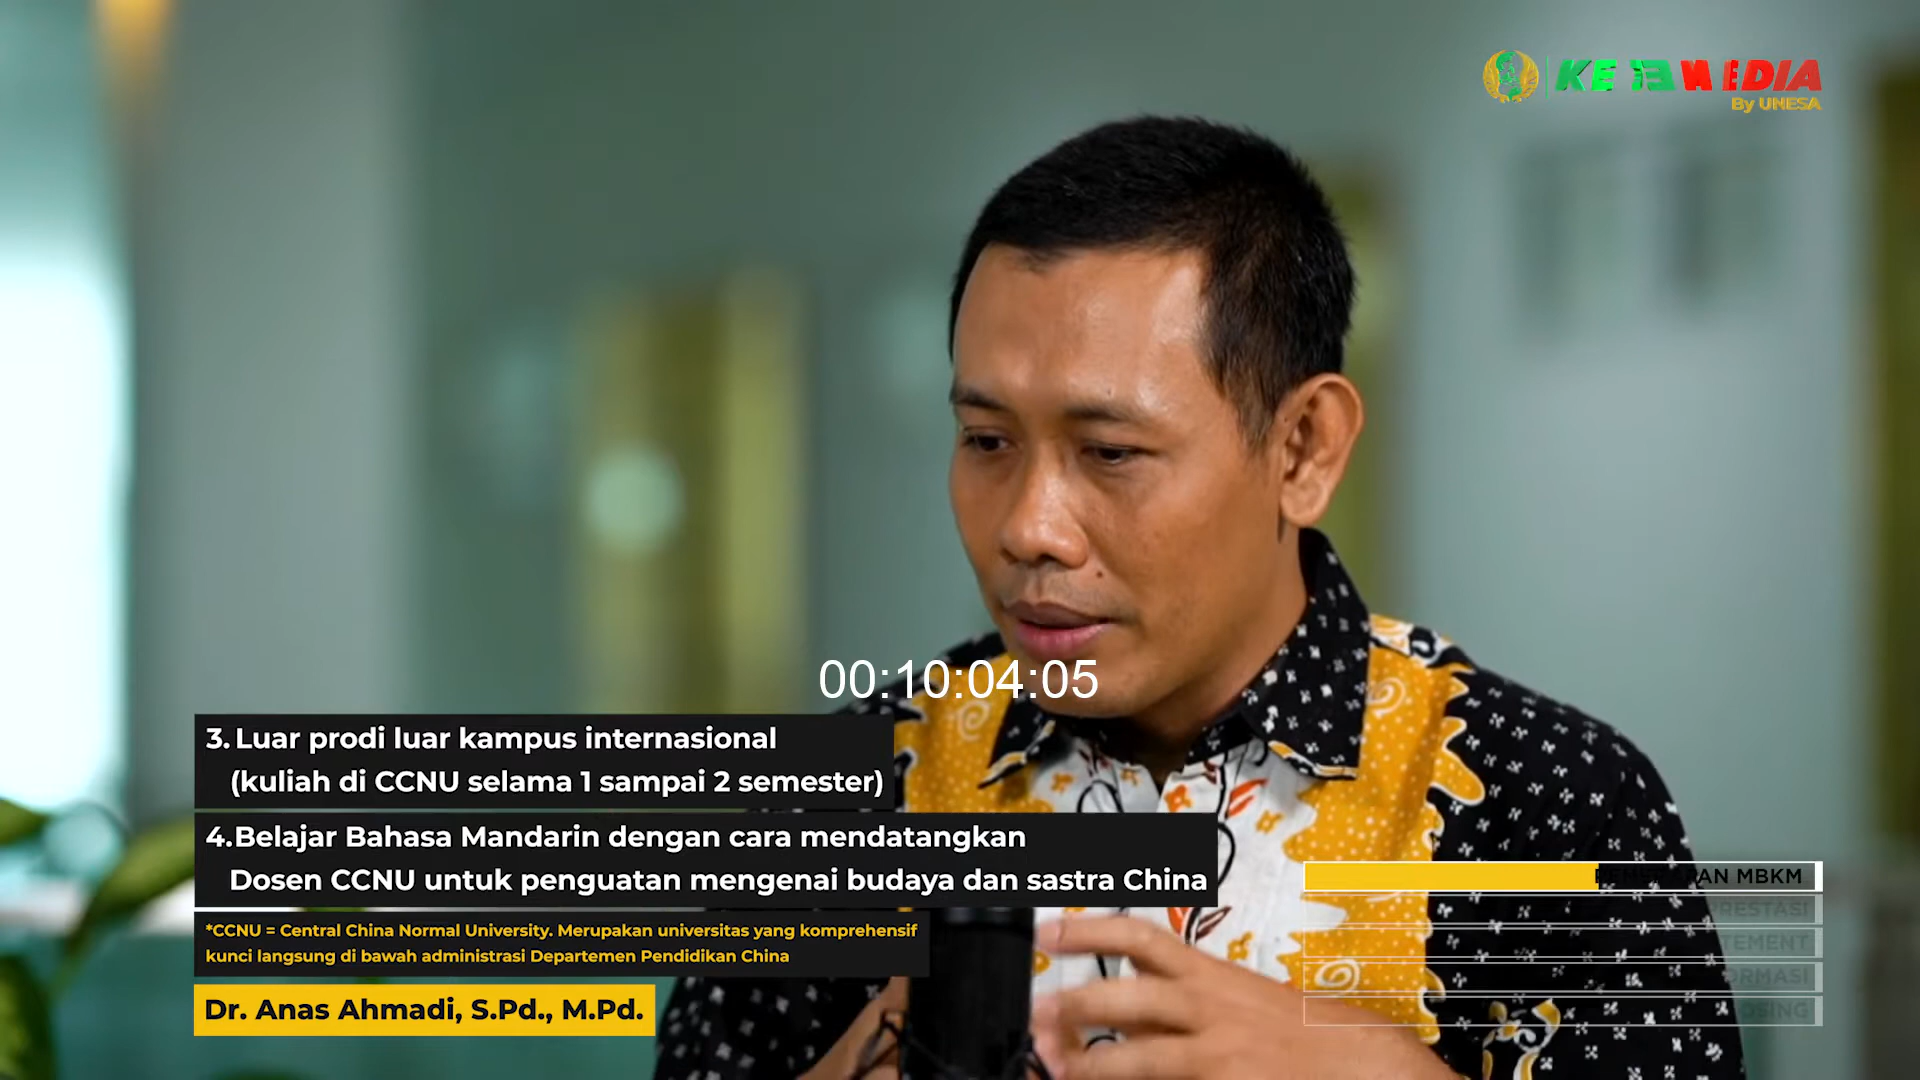 MEDIA
By UNESA
00:10:04:05
3. Luar prodi luar kampus internasional
(kuliah di CCNU selama 1 sampai 2 semester)
4.Belajar Bahasa Mandarin dengan cara mendatangkan
Dosen CCNU untuk penguatan mengenai budaya dan sastra China
*CCNU = Central China Normal University. Merupakan universitas yang komprehensif
kunci langsung di bawah administrasi Departemen Pendidikan China
Dr. Anas Ahmadi, S.Pd., M.Pd.
PENERAPAN MBKM
PRESTASI